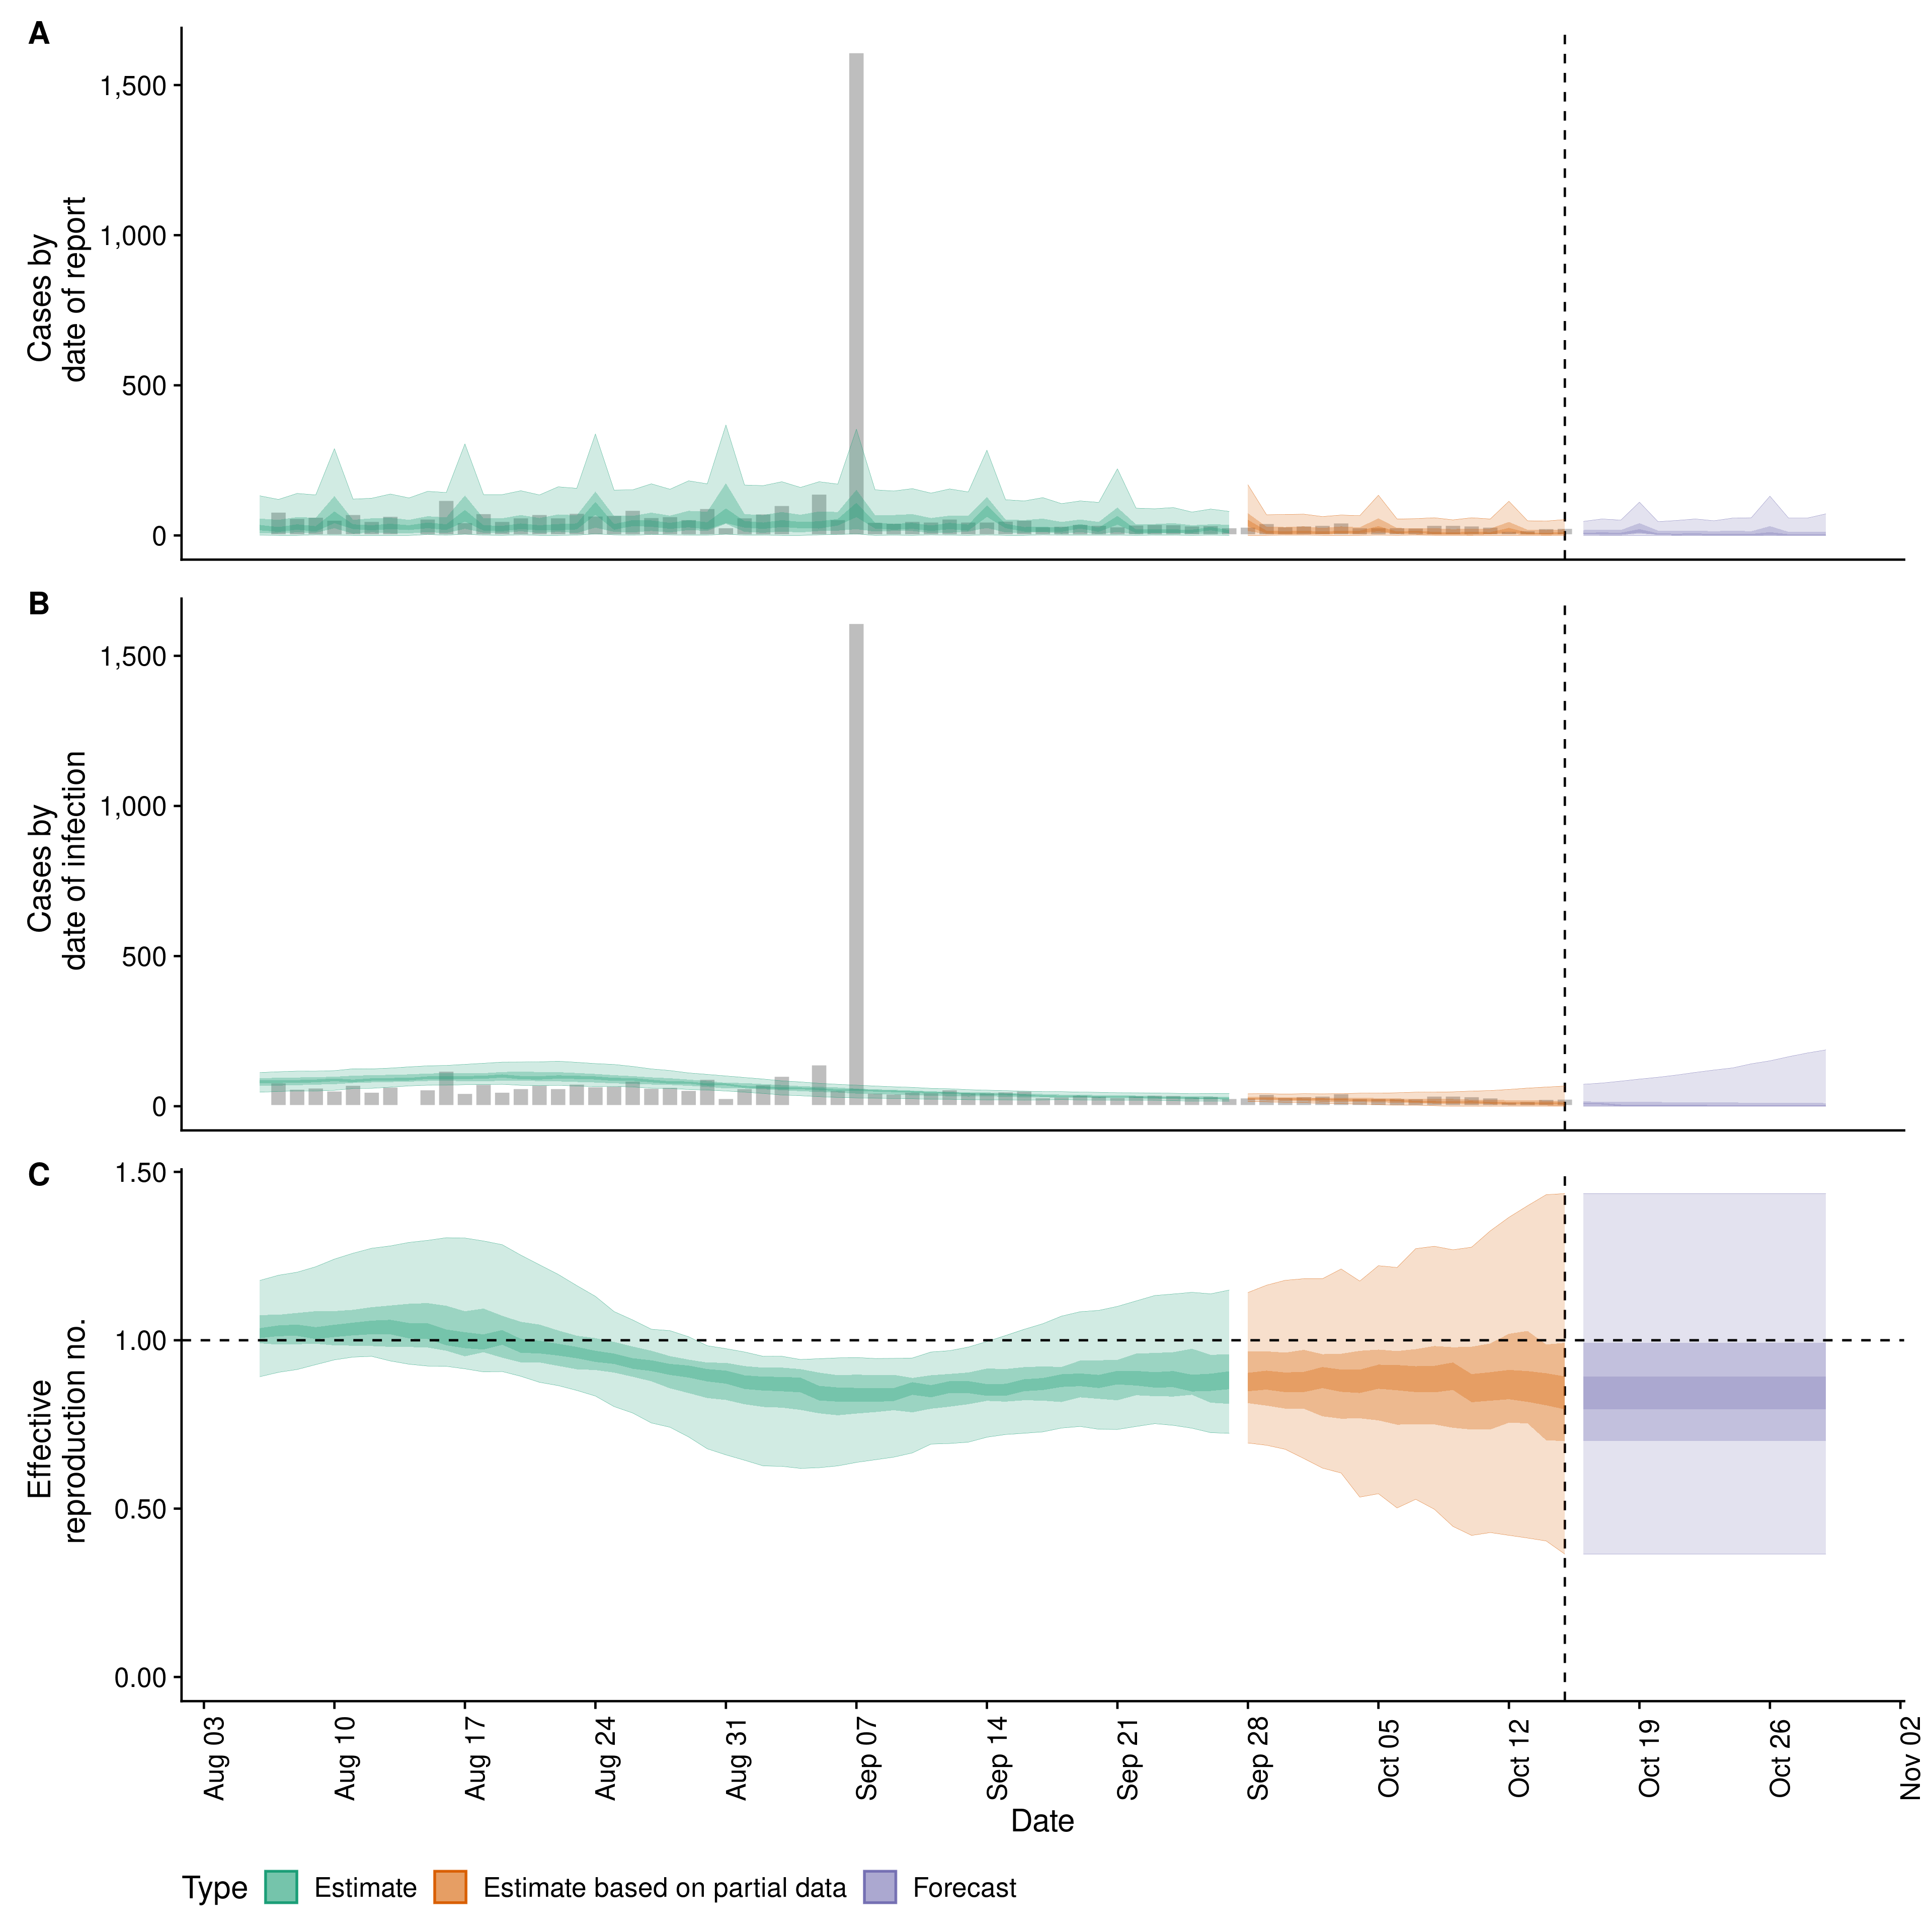 A
Cases by
date of report
1,500
1,000
500
0
B
Cases by
date of infection
1,500
1,000
500
0
C
Effective
reproduction no.
1.50
1.00
0.50
0.00
Aug 03
Aug 10
Aug 17
Aug 24
Aug 31
Sep 07
Sep 14
Sep 21
Sep 28
Oct 05
Oct 12
Oct 19
Oct 26
Nov 02
Date
Type
Estimate
Estimate based on partial data
Forecast